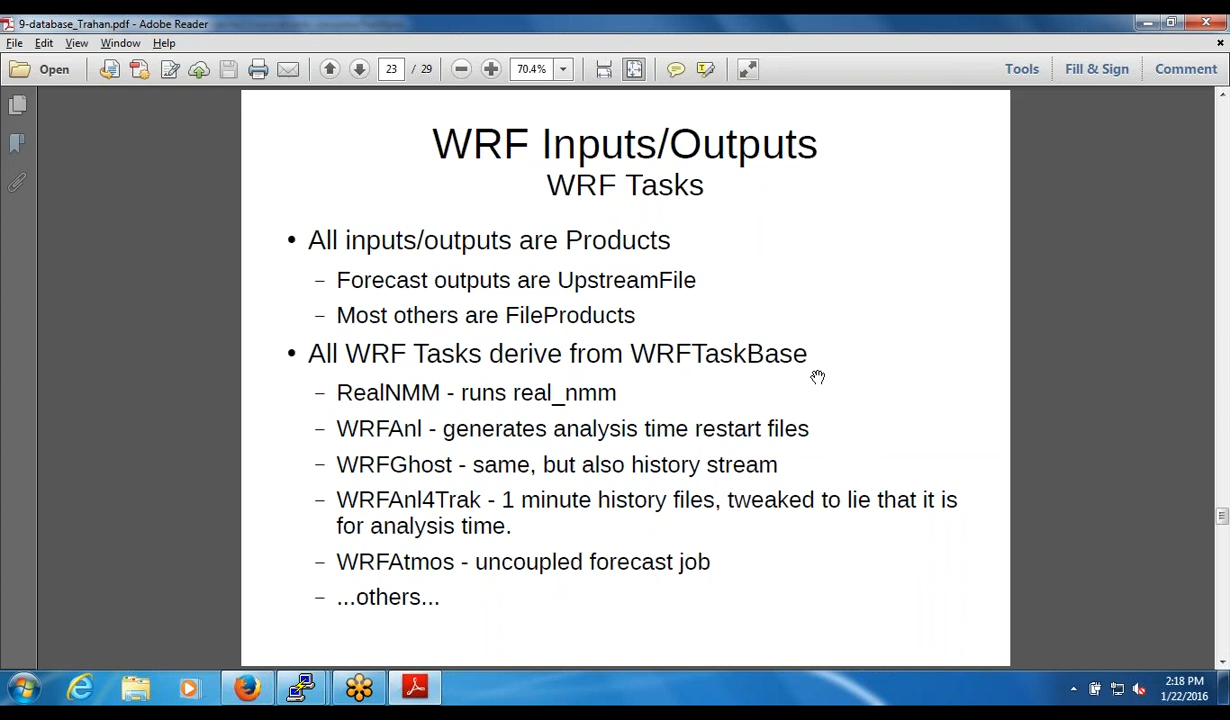 9-database_Trahan.pdf - Adobe Reader
File Edit View Window Help
Open 23 / 29 70.4% Tools Fill & Sign Comment
WRF Inputs/Outputs
WRF Tasks
• All inputs/outputs are Products
– Forecast outputs are UpstreamFile
– Most others are FileProducts
• All WRF Tasks derive from WRFTaskBase
– RealNMM - runs real_nmm
– WRFAnl - generates analysis time restart files
– WRFGhost - same, but also history stream
– WRFAnl4Trak - 1 minute history files, tweaked to lie that it is
for analysis time.
– WRFAtmos - uncoupled forecast job
– ...others...
2:18 PM
1/22/2016